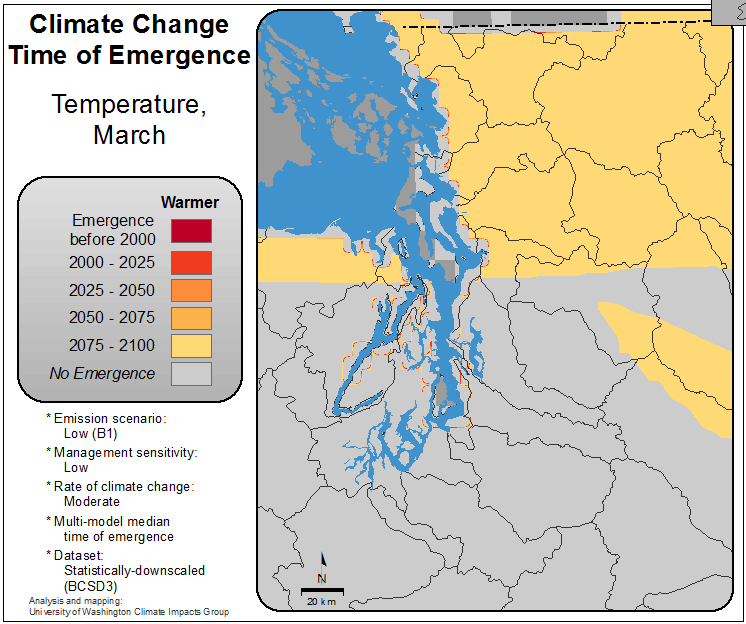 Climate Change
Time of Emergence
Temperature,
March
Warmer
Emergence
before 2000
2000 - 2025
2025 - 2050
2050 - 2075
2075 - 2100
No Emergence
* Emission scenario:
Low (B1)
* Management sensitivity:
Low
* Rate of climate change:
Moderate
* Multi-model median
time of emergence
* Dataset:
Statistically-downscaled
(BCSD3)
Analysis and mapping:
University of Washington Climate Impacts Group
N
20 km